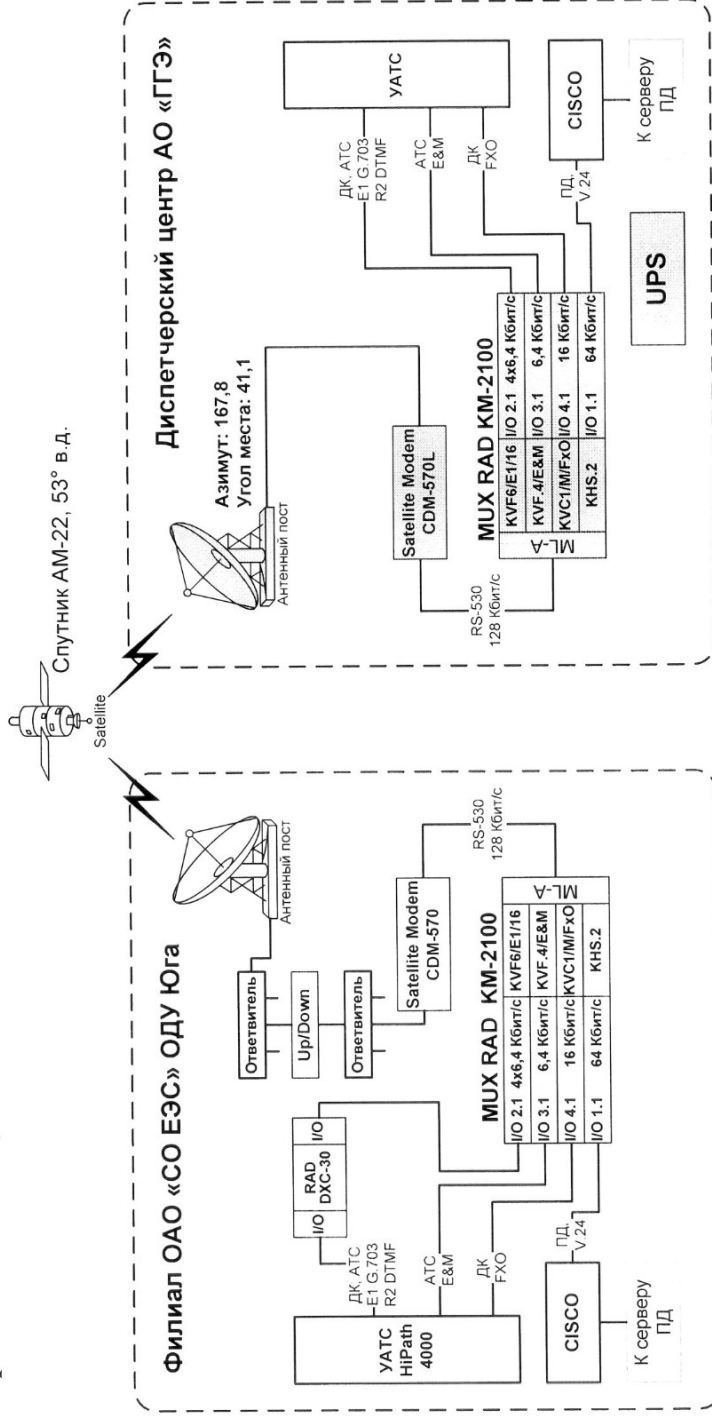 Спутник АМ-22, 53° в.д.
Satellite
Филиал ОАО «СО ЕЭС» ОДУ Юга
Антенный пост
Ответвитель
Up/Down
Ответвитель
Satellite Modem
CDM-570
RS-530
128 Кбит/с
RAD
DXC-30
I/O
I/O
ДК, АТС
E1 G.703
R2 DTMF
УАТС
HiPath
4000
АТС
E&M
ДК
FXO
CISCO
ПД,
V.24
К серверу
ПД
MUX RAD KM-2100
I/O 2.1 4x6,4 Кбит/с KVF6/E1/16
I/O 3.1 6,4 Кбит/с KVF.4/E&M
I/O 4.1 16 Кбит/с KVC1/M/FxO
I/O 1.1 64 Кбит/с KHS.2
ML-A
Диспетчерский центр АО «ГГЭ»
Азимут: 167,8
Угол места: 41,1
Антенный пост
Satellite Modem
CDM-570L
RS-530
128 Кбит/с
MUX RAD KM-2100
ML-A
KVF6/E1/16 I/O 2.1 4x6,4 Кбит/с
KVF.4/E&M I/O 3.1 6,4 Кбит/с
KVC1/M/FxO I/O 4.1 16 Кбит/с
KHS.2 I/O 1.1 64 Кбит/с
ДК, АТС
E1 G.703
R2 DTMF
АТС
E&M
ДК
FXO
УАТС
ПД,
V.24
CISCO
К серверу
ПД
UPS